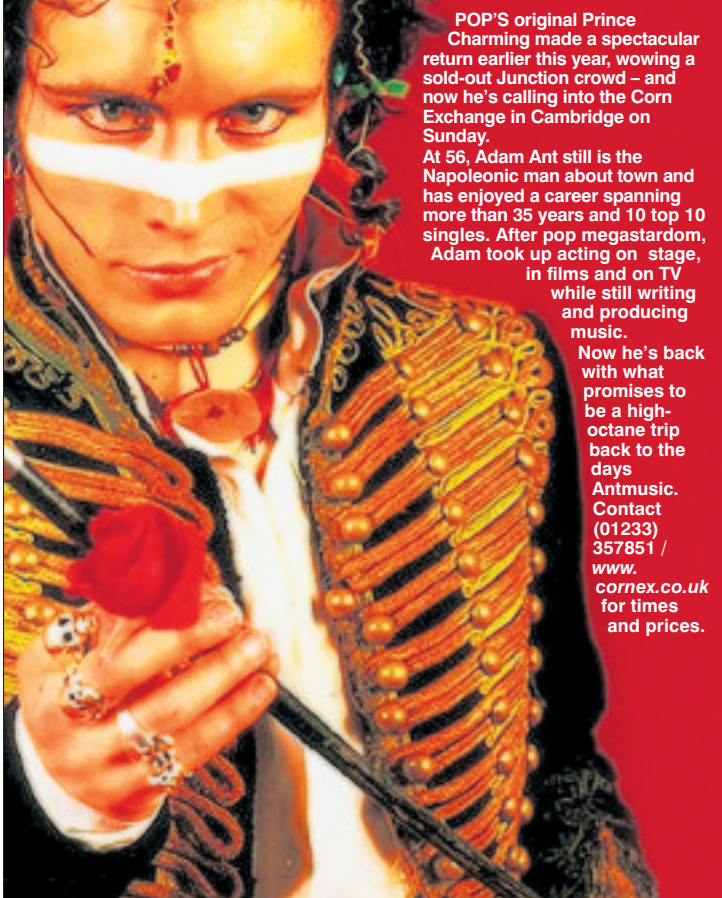 POP'S original Prince
Charming made a spectacular
return earlier this year, wowing a
sold-out Junction crowd – and
now he's calling into the Corn
Exchange in Cambridge on
Sunday.
At 56, Adam Ant still is the
Napoleonic man about town and
has enjoyed a career spanning
more than 35 years and 10 top 10
singles. After pop megastardom,
Adam took up acting on stage,
in films and on TV
while still writing
and producing
music.
Now he's back
with what
promises to
be a high-
octane trip
back to the
days
Antmusic.
Contact
(01233)
357851 /
www.
cornex.co.uk
for times
and prices.